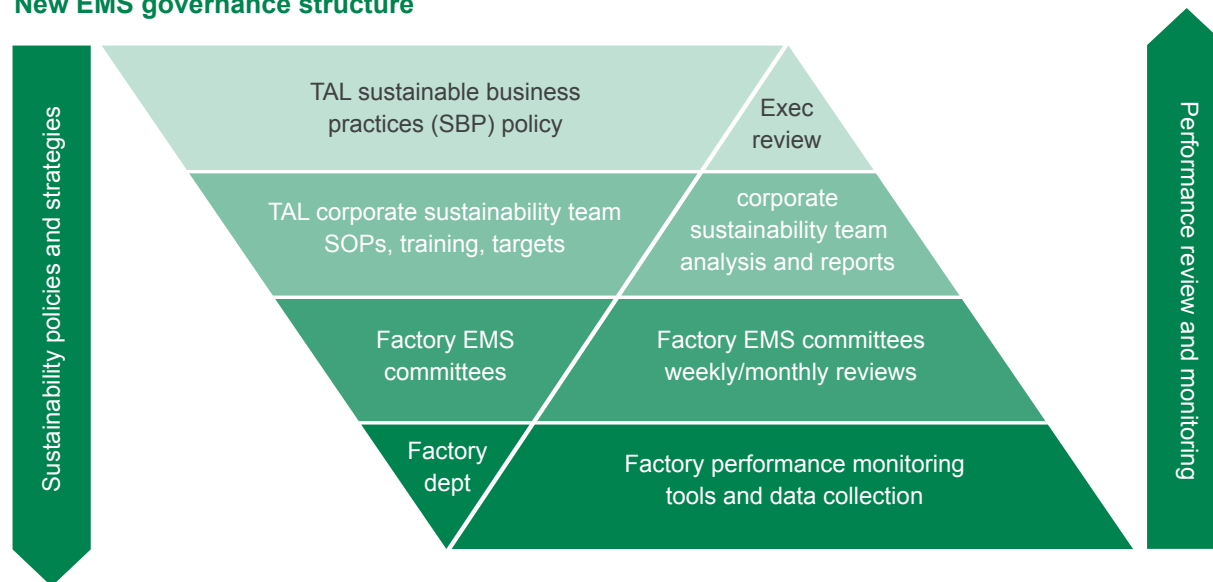 New EMS governance structure
Sustainability policies and strategies
TAL sustainable business
practices (SBP) policy
Exec
review
TAL corporate sustainability team
SOPs, training, targets
corporate
sustainability team
analysis and reports
Factory EMS
committees
Factory EMS committees
weekly/monthly reviews
Factory
dept
Factory performance monitoring
tools and data collection
Performance review and monitoring